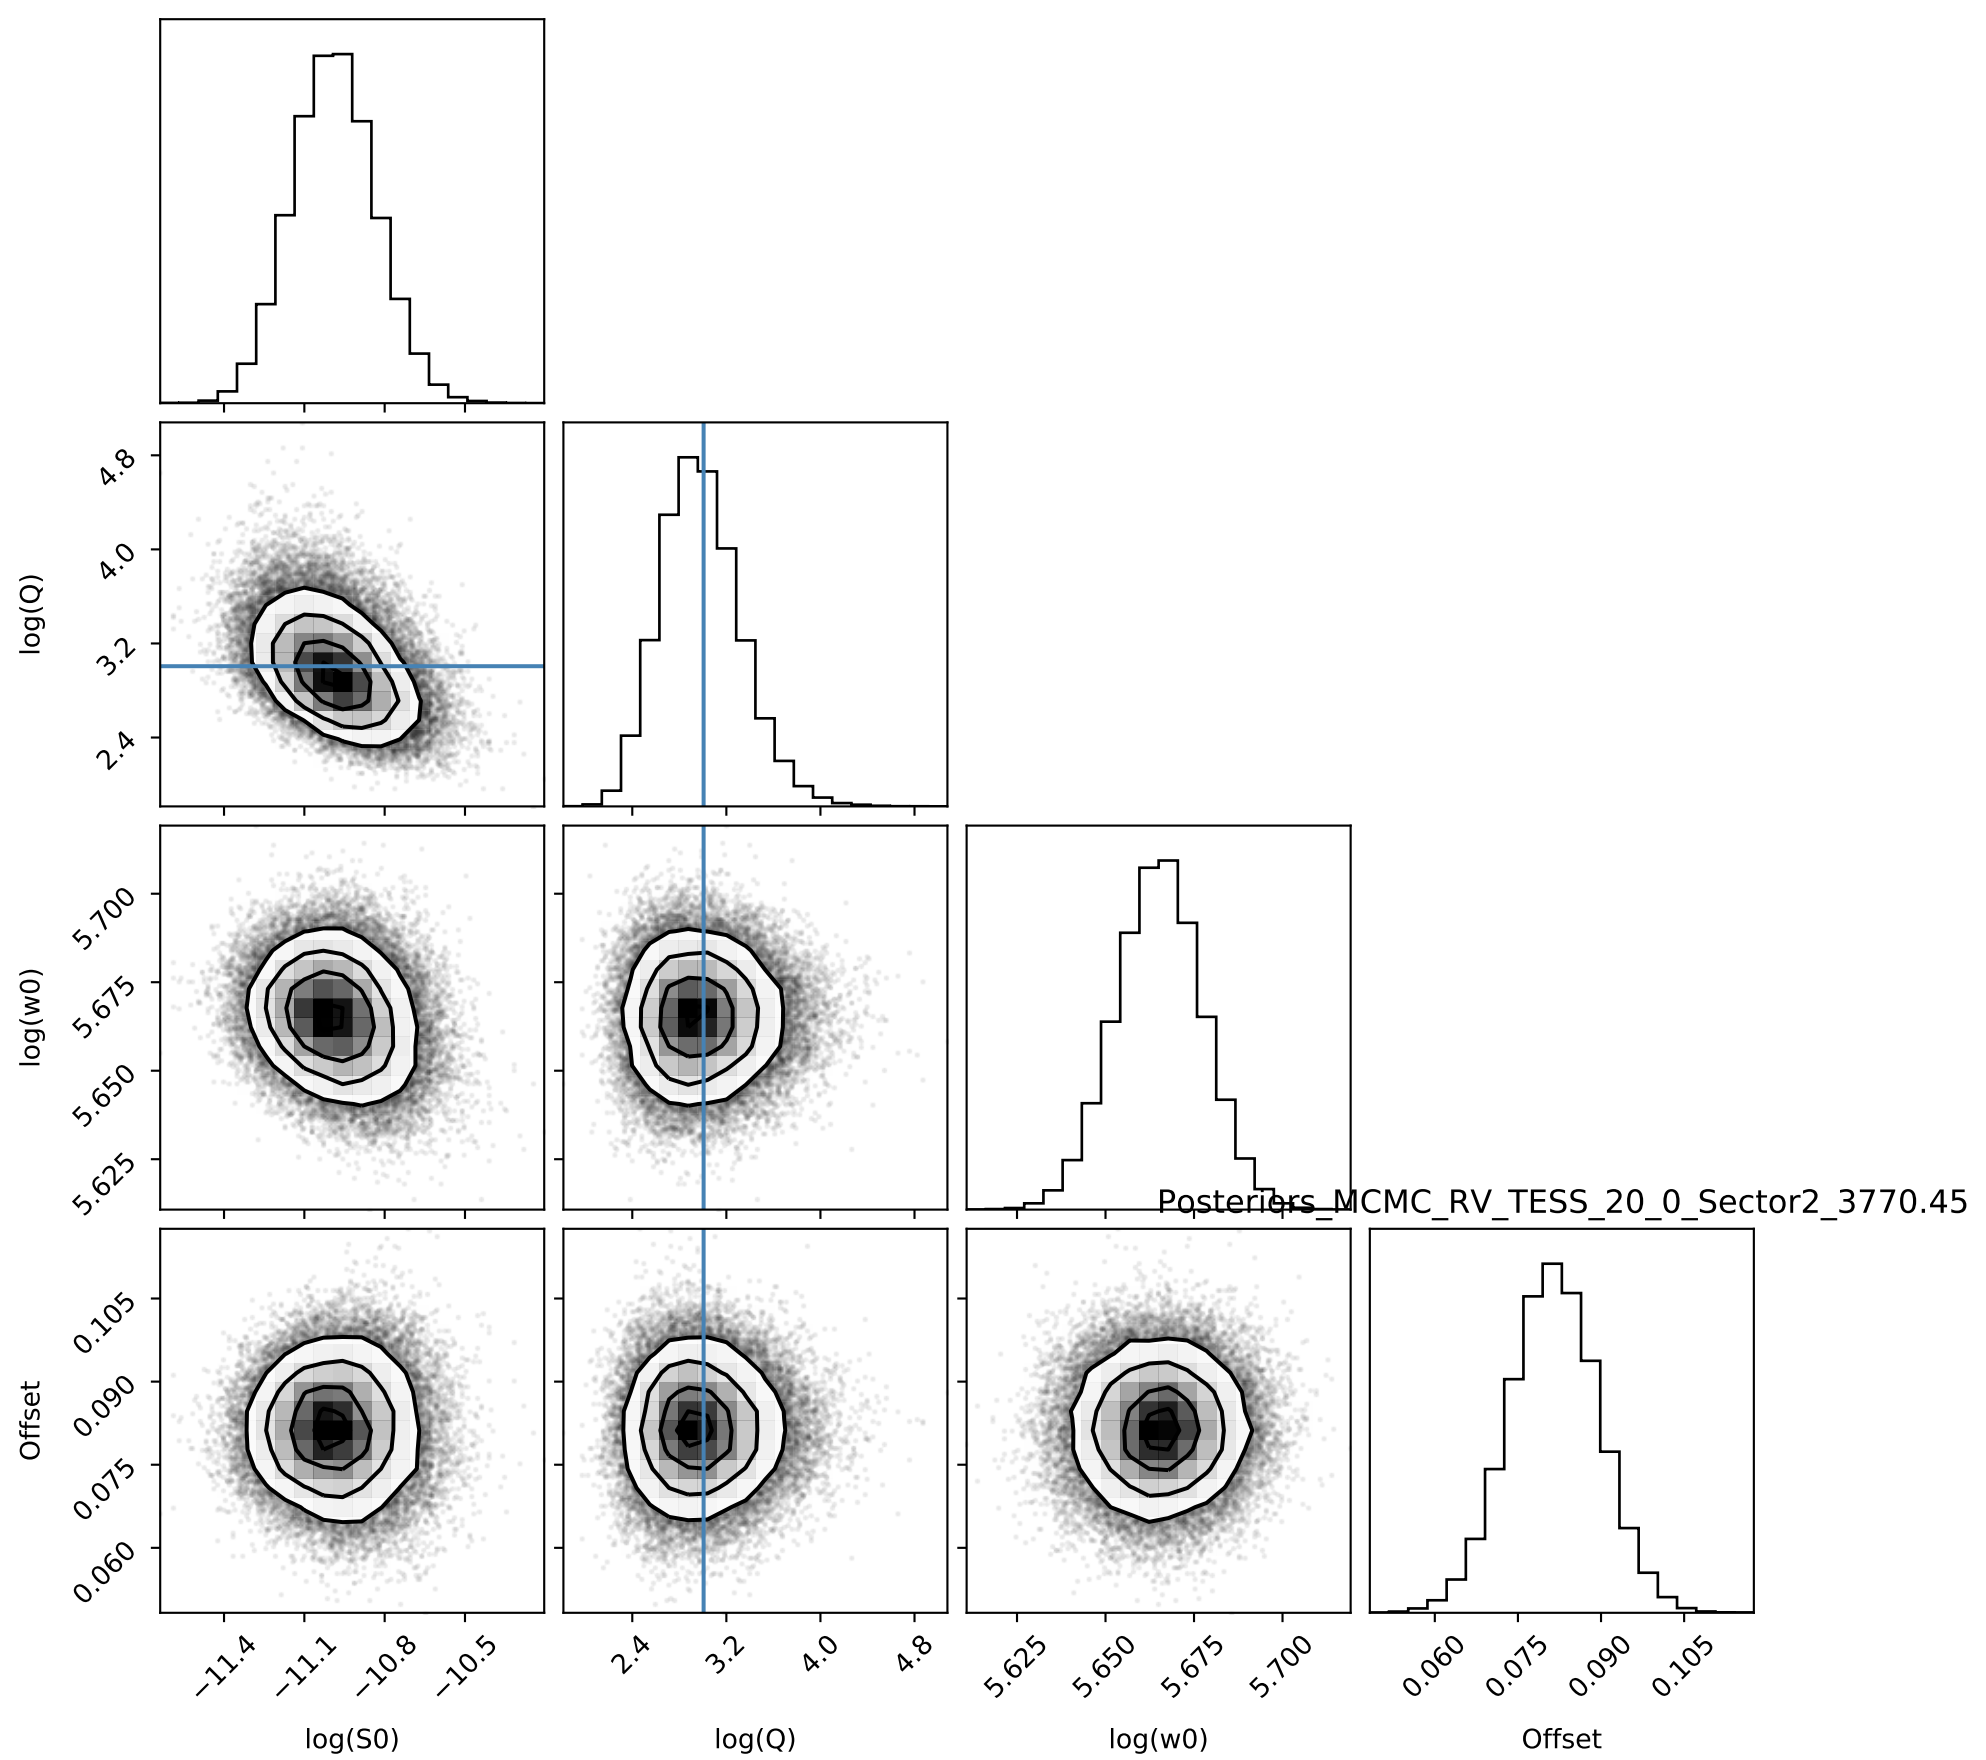 4.8
4.0
3.2
2.4
log(Q)
5.700
5.675
5.650
5.625
log(w0)
Posteriors_MCMC_RV_TESS_20_0_Sector2_3770.45
0.105
0.090
0.075
0.060
Offset
−11.4 −11.1 −10.8 −10.5 2.4 3.2 4.0 4.8 5.625 5.650 5.675 5.700 0.060 0.075 0.090 0.105
log(S0) log(Q) log(w0) Offset